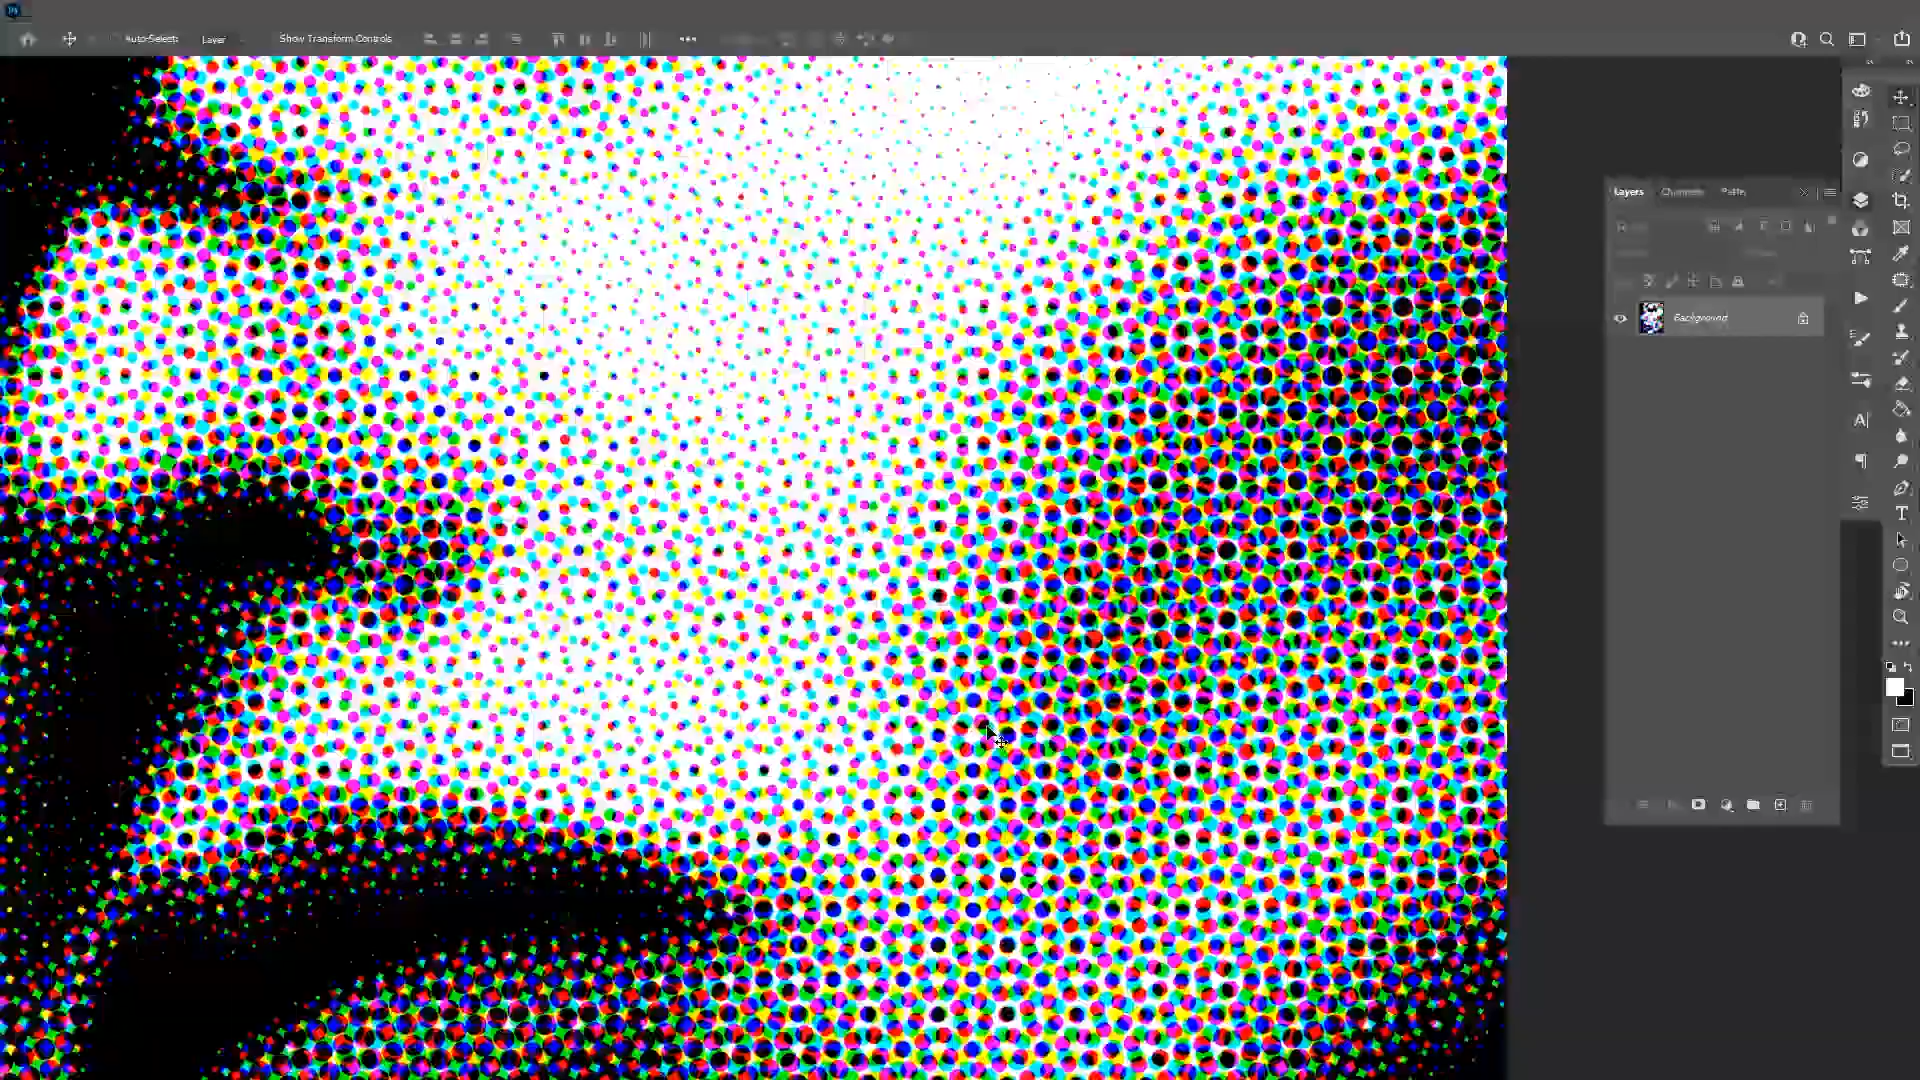 Auto-Select: Layer Show Transform Controls
Layers Channels Paths
Background